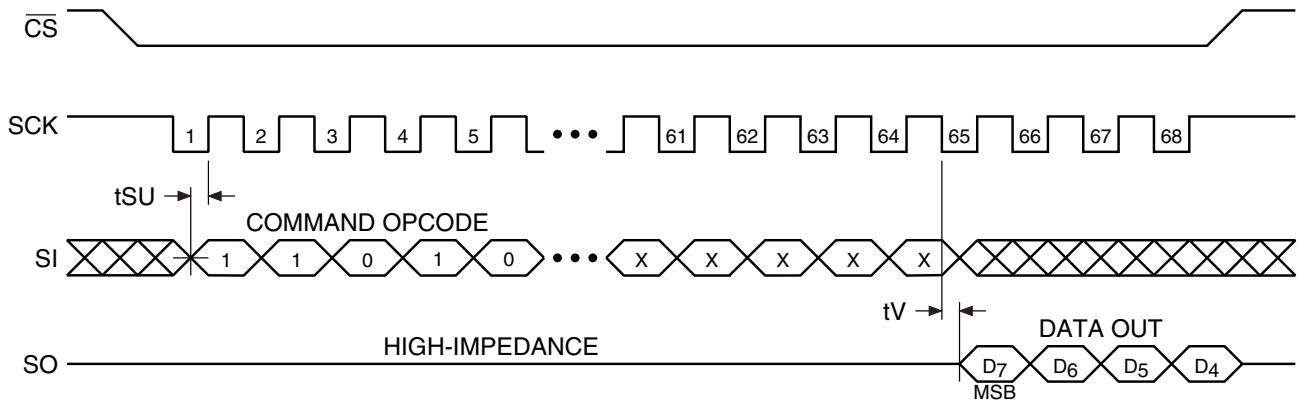 CS
SCK 1 2 3 4 5 ••• 61 62 63 64 65 66 67 68
tSU
COMMAND OPCODE
SI 1 1 0 1 0 ••• X X X X X
tV
HIGH-IMPEDANCE
DATA OUT
SO D7 D6 D5 D4
MSB